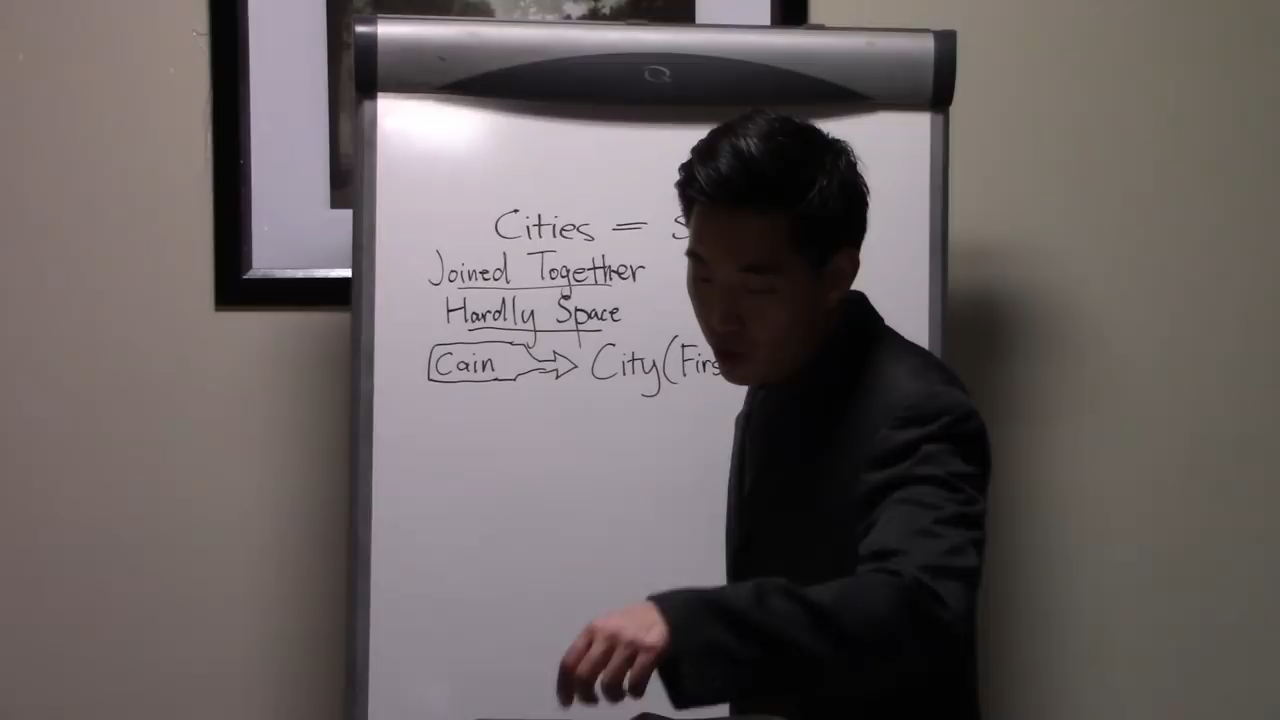 Cities = S
Joined Together
Hardly Space
Cain City (Firs